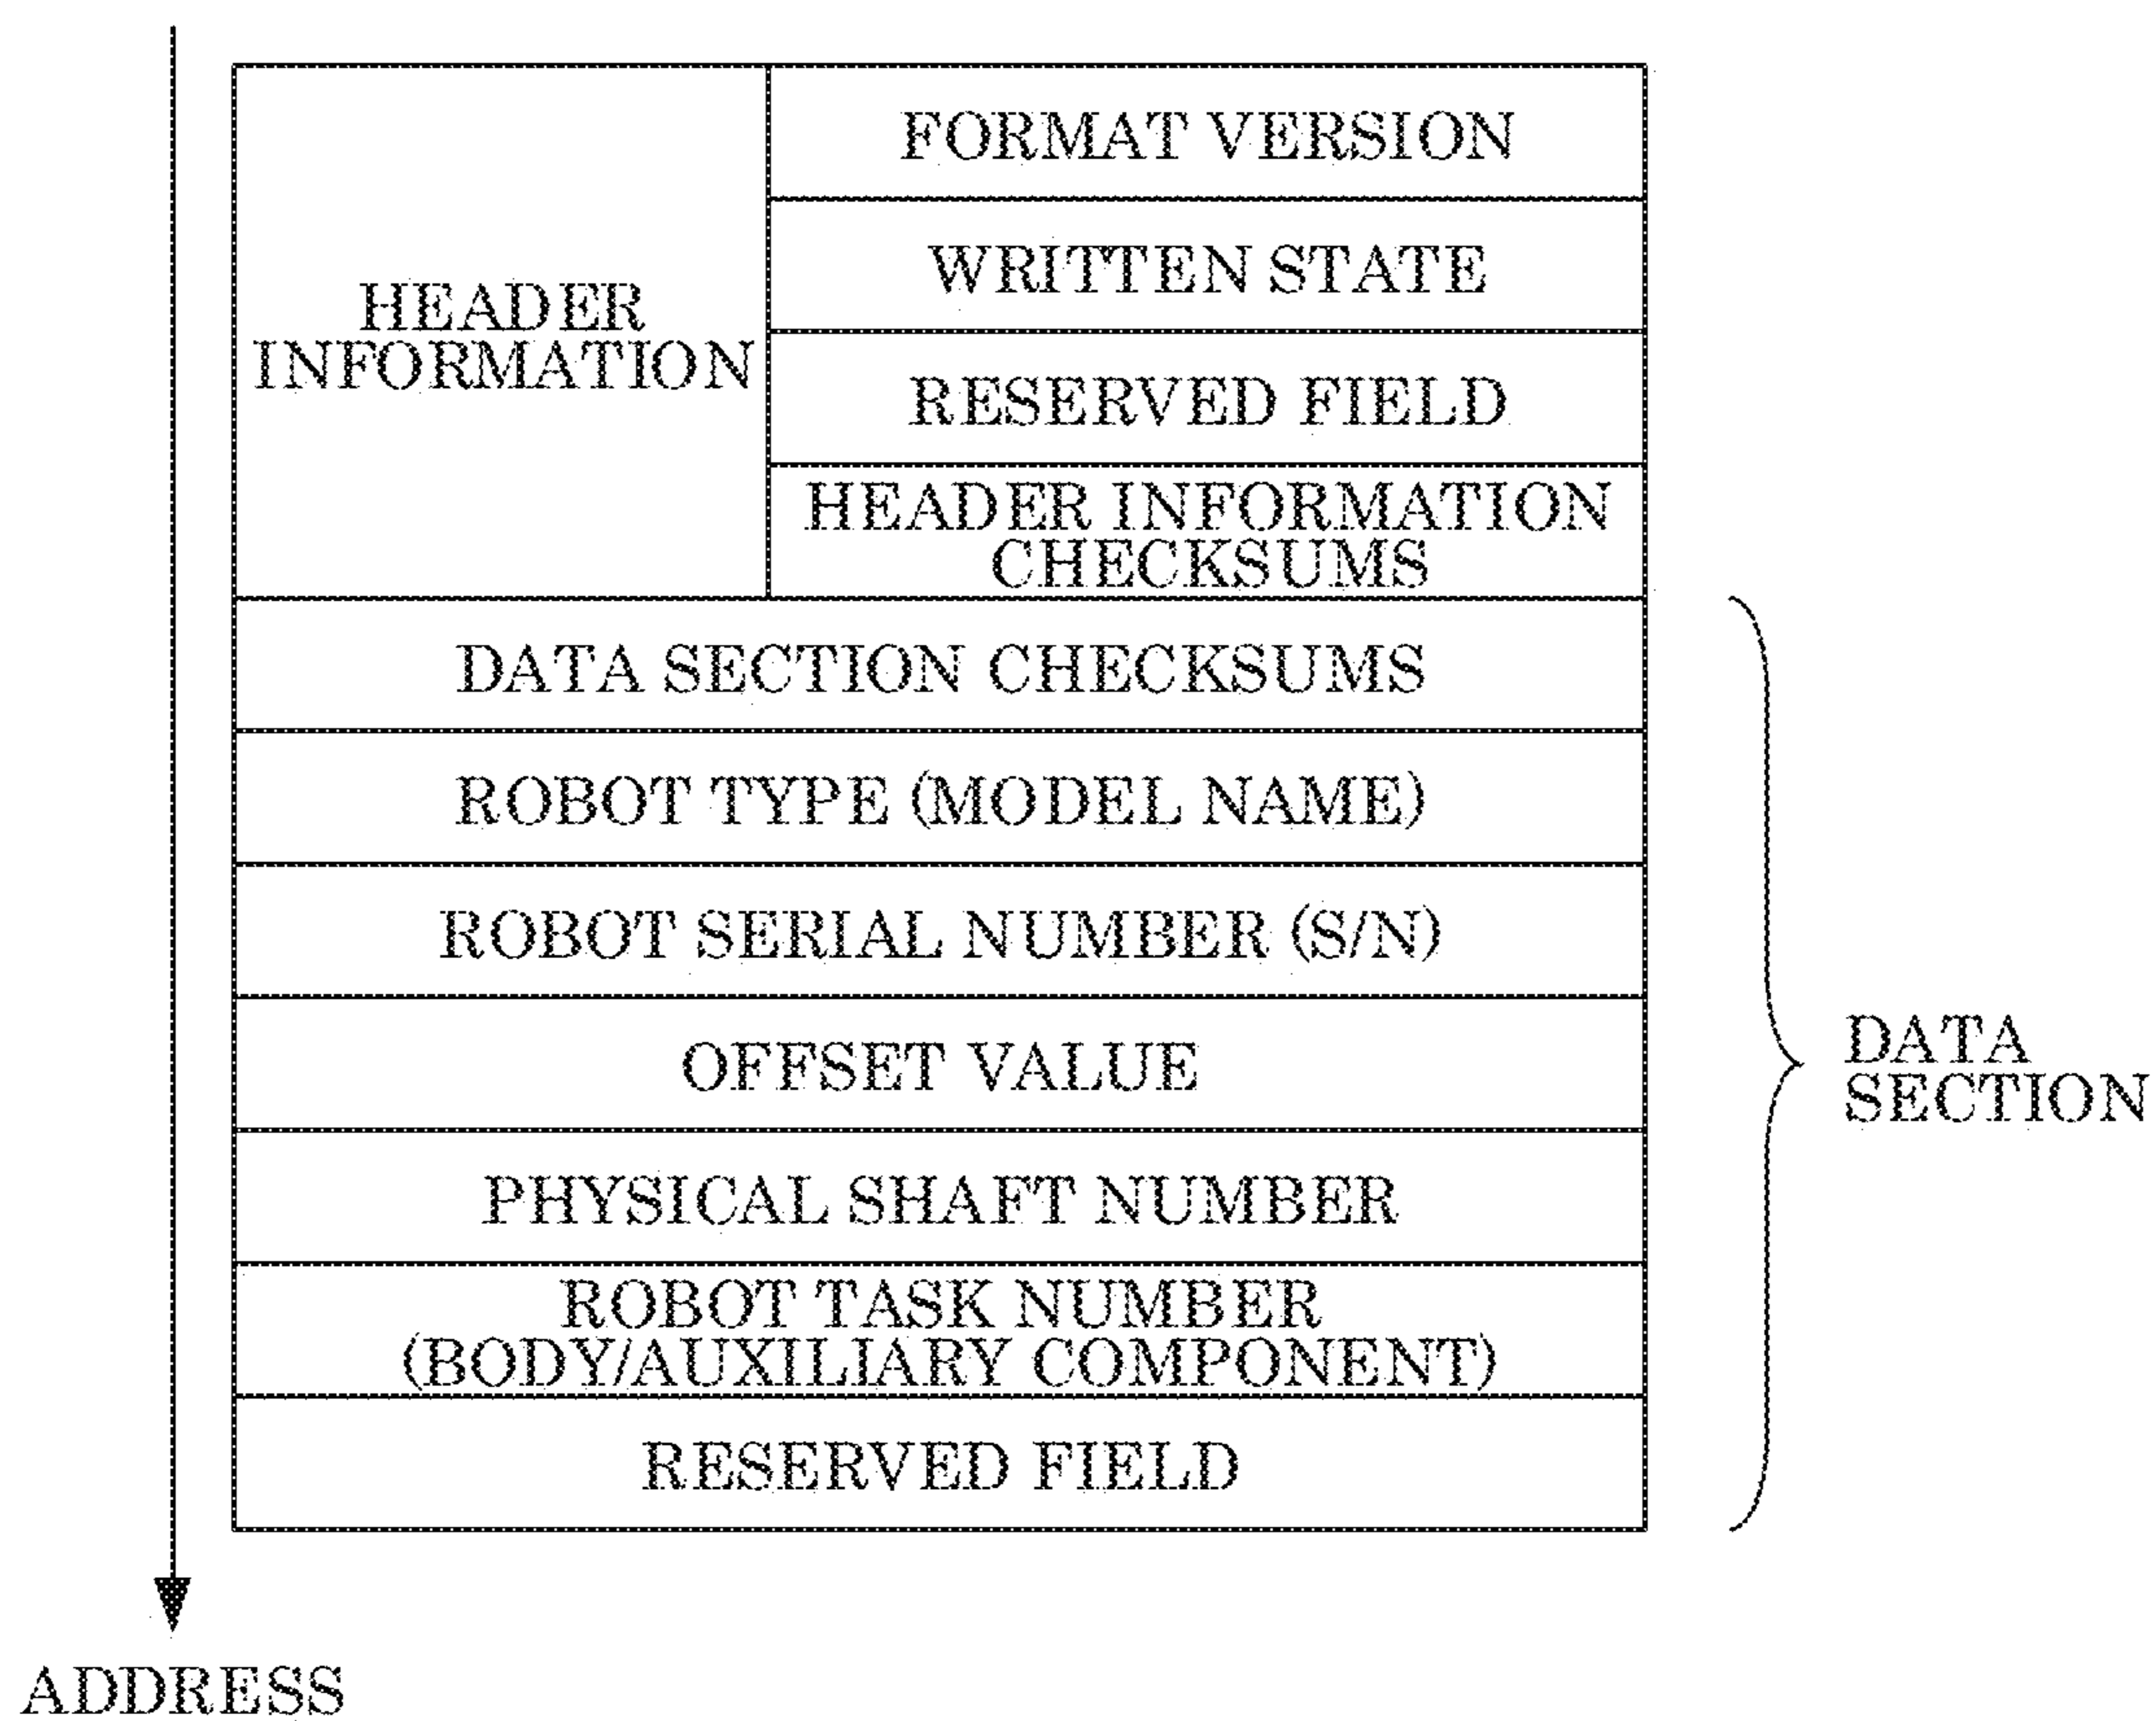 FORMAT VERSION
WRITTEN STATE
HEADER
INFORMATION
RESERVED FIELD
HEADER INFORMATION
CHECKSUMS
DATA SECTION CHECKSUMS
ROBOT TYPE (MODEL NAME)
ROBOT SERIAL NUMBER (S/N)
OFFSET VALUE
DATA
SECTION
PHYSICAL SHAFT NUMBER
ROBOT TASK NUMBER
(BODY/AUXILIARY COMPONENT)
RESERVED FIELD
ADDRESS